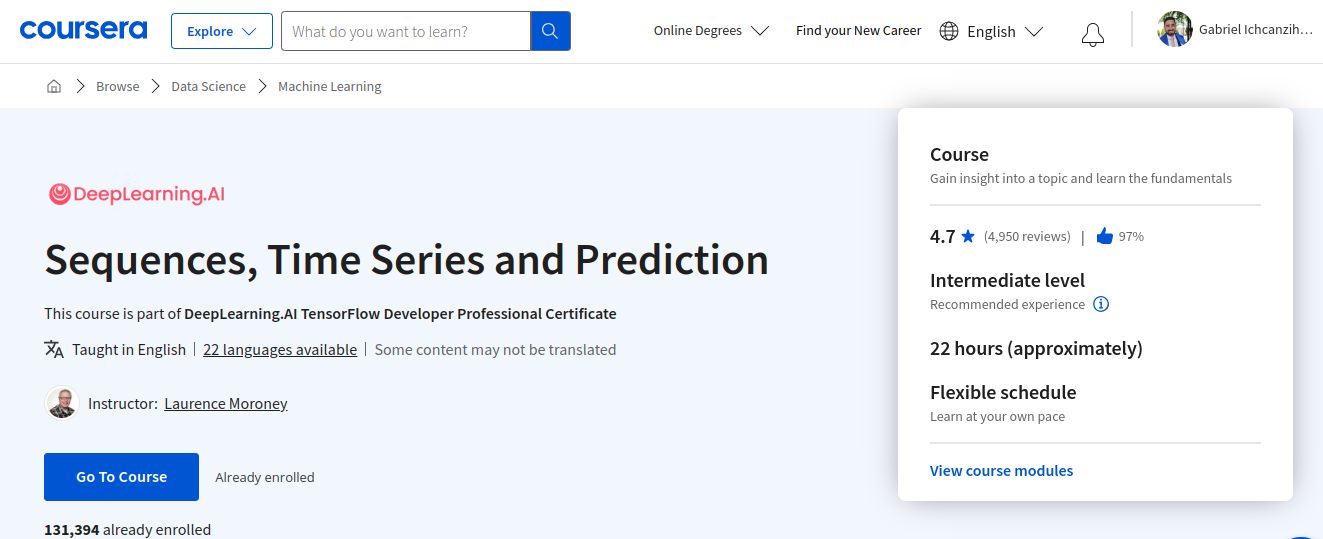 coursera Explore What do you want to learn? Online Degrees Find your New Career English Gabriel Ichcanzih...
Browse Data Science Machine Learning
DeepLearning.AI
Sequences, Time Series and Prediction
This course is part of DeepLearning.AI TensorFlow Developer Professional Certificate
Taught in English | 22 languages available | Some content may not be translated
Instructor: Laurence Moroney
Go To Course Already enrolled
131,394 already enrolled
Course
Gain insight into a topic and learn the fundamentals
4.7 (4,950 reviews) | 97%
Intermediate level
Recommended experience
22 hours (approximately)
Flexible schedule
Learn at your own pace
View course modules